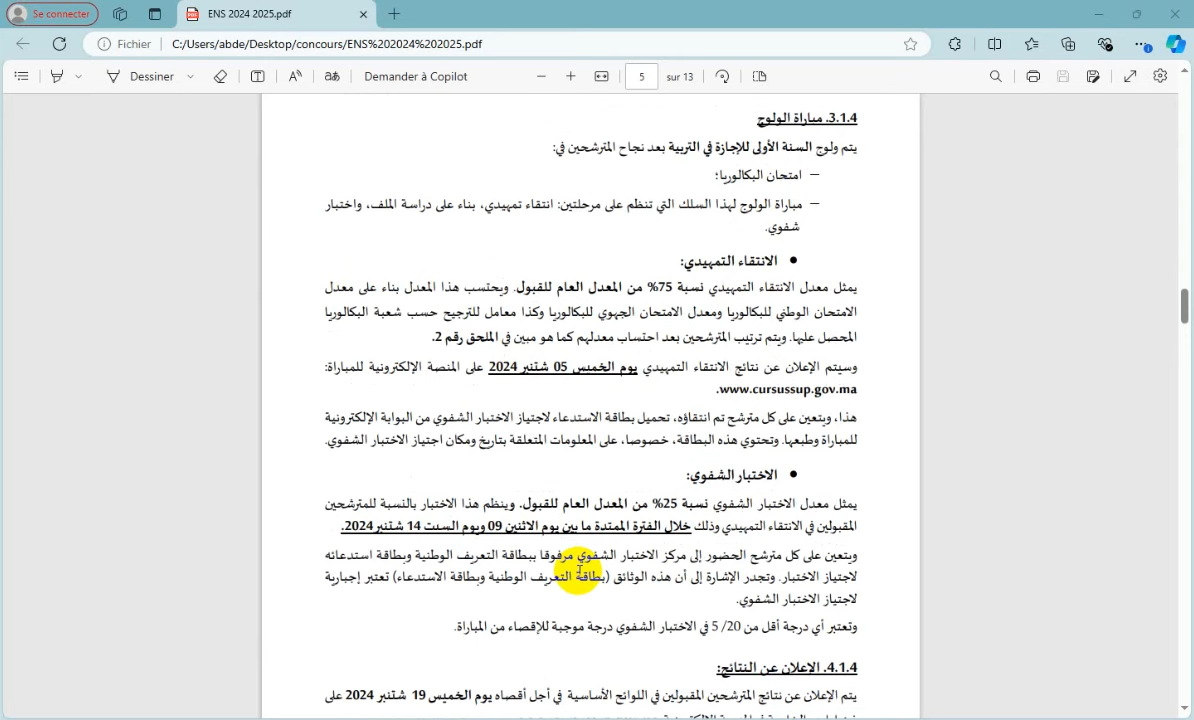 Se connecter
ENS 2024 2025.pdf
Fichier
C:/Users/abde/Desktop/concours/ENS%202024%202025.pdf
Dessiner
Demander à Copilot
5
sur 13
3.1.4. مباراة الولوج
يتم ولوج السنة الأولى للإجازة في التربية بعد نجاح المترشحين في:
– امتحان البكالوريا؛
– مباراة الولوج لهذا السلك التي تنظم على مرحلتين: انتقاء تمهيدي، بناء على دراسة الملف، واختبار
شفوي.
● الانتقاء التمهيدي:
يمثل معدل الانتقاء التمهيدي نسبة 75% من المعدل العام للقبول. ويحتسب هذا المعدل بناء على معدل
الامتحان الوطني للبكالوريا ومعدل الامتحان الجهوي للبكالوريا وكذا معامل للترجيح حسب شعبة البكالوريا
المحصل عليها. ويتم ترتيب المترشحين بعد احتساب معدلهم كما هو مبين في الملحق رقم 2.
وسيتم الإعلان عن نتائج الانتقاء التمهيدي يوم الخميس 05 شتنبر 2024 على المنصة الإلكترونية للمباراة:
www.cursussup.gov.ma.
هذا، ويتعين على كل مترشح تم انتقاؤه، تحميل بطاقة الاستدعاء لاجتياز الاختبار الشفوي من البوابة الإلكترونية
للمباراة وطبعها. وتحتوي هذه البطاقة، خصوصا، على المعلومات المتعلقة بتاريخ ومكان اجتياز الاختبار الشفوي.
● الاختبار الشفوي:
يمثل معدل الاختبار الشفوي نسبة 25% من المعدل العام للقبول. وينظم هذا الاختبار بالنسبة للمترشحين
المقبولين في الانتقاء التمهيدي وذلك خلال الفترة الممتدة ما بين يوم الاثنين 09 ويوم السبت 14 شتنبر 2024.
ويتعين على كل مترشح الحضور إلى مركز الاختبار الشفوي مرفوقا ببطاقة التعريف الوطنية وبطاقة استدعائه
لاجتياز الاختبار. وتجدر الإشارة إلى أن هذه الوثائق (بطاقة التعريف الوطنية وبطاقة الاستدعاء) تعتبر إجبارية
لاجتياز الاختبار الشفوي.
وتعتبر أي درجة أقل من 5/20 في الاختبار الشفوي درجة موجبة للإقصاء من المباراة.
4.1.4. الإعلان عن النتائج:
يتم الإعلان عن نتائج المترشحين المقبولين في اللوائح الأساسية في أجل أقصاه يوم الخميس 19 شتنبر 2024 على